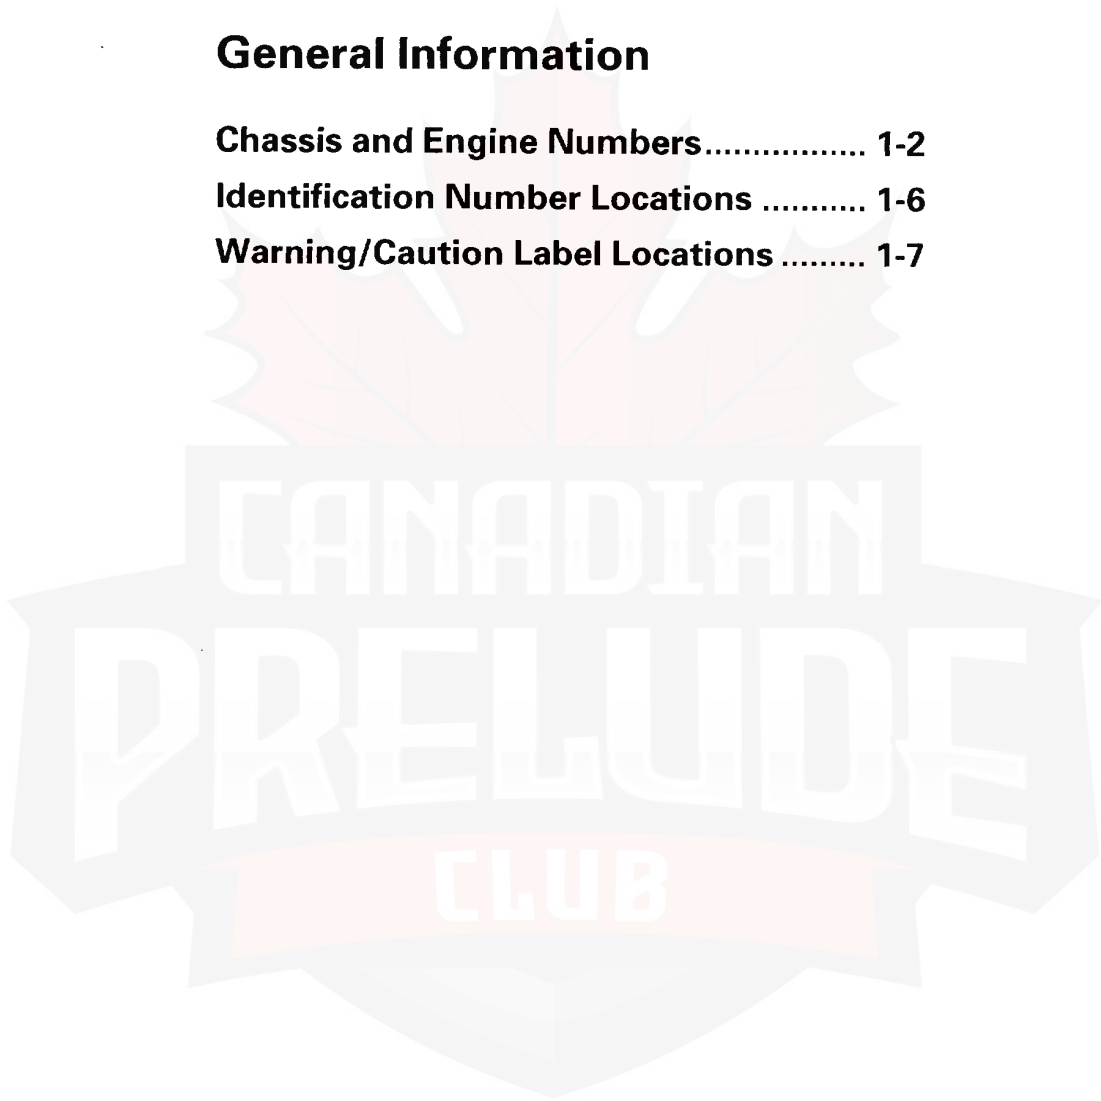 General Information
Chassis and Engine Numbers................. 1-2
Identification Number Locations ........... 1-6
Warning/Caution Label Locations ......... 1-7
CANADIAN
PRELUDE
CLUB